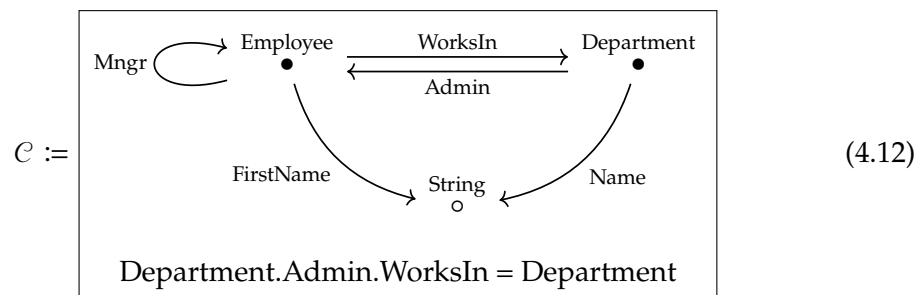 Employee WorksIn Department
Mngr
Admin
𝒞 := (4.12)
FirstName String Name
Department.Admin.WorksIn = Department